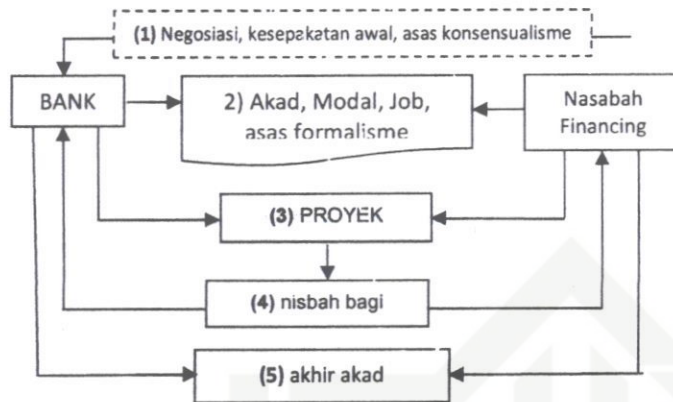 (1) Negosiasi, kesepakatan awal, asas konsensualisme
BANK
2) Akad, Modal, Job,
asas formalisme
Nasabah
Financing
(3) PROYEK
(4) nisbah bagi
(5) akhir akad